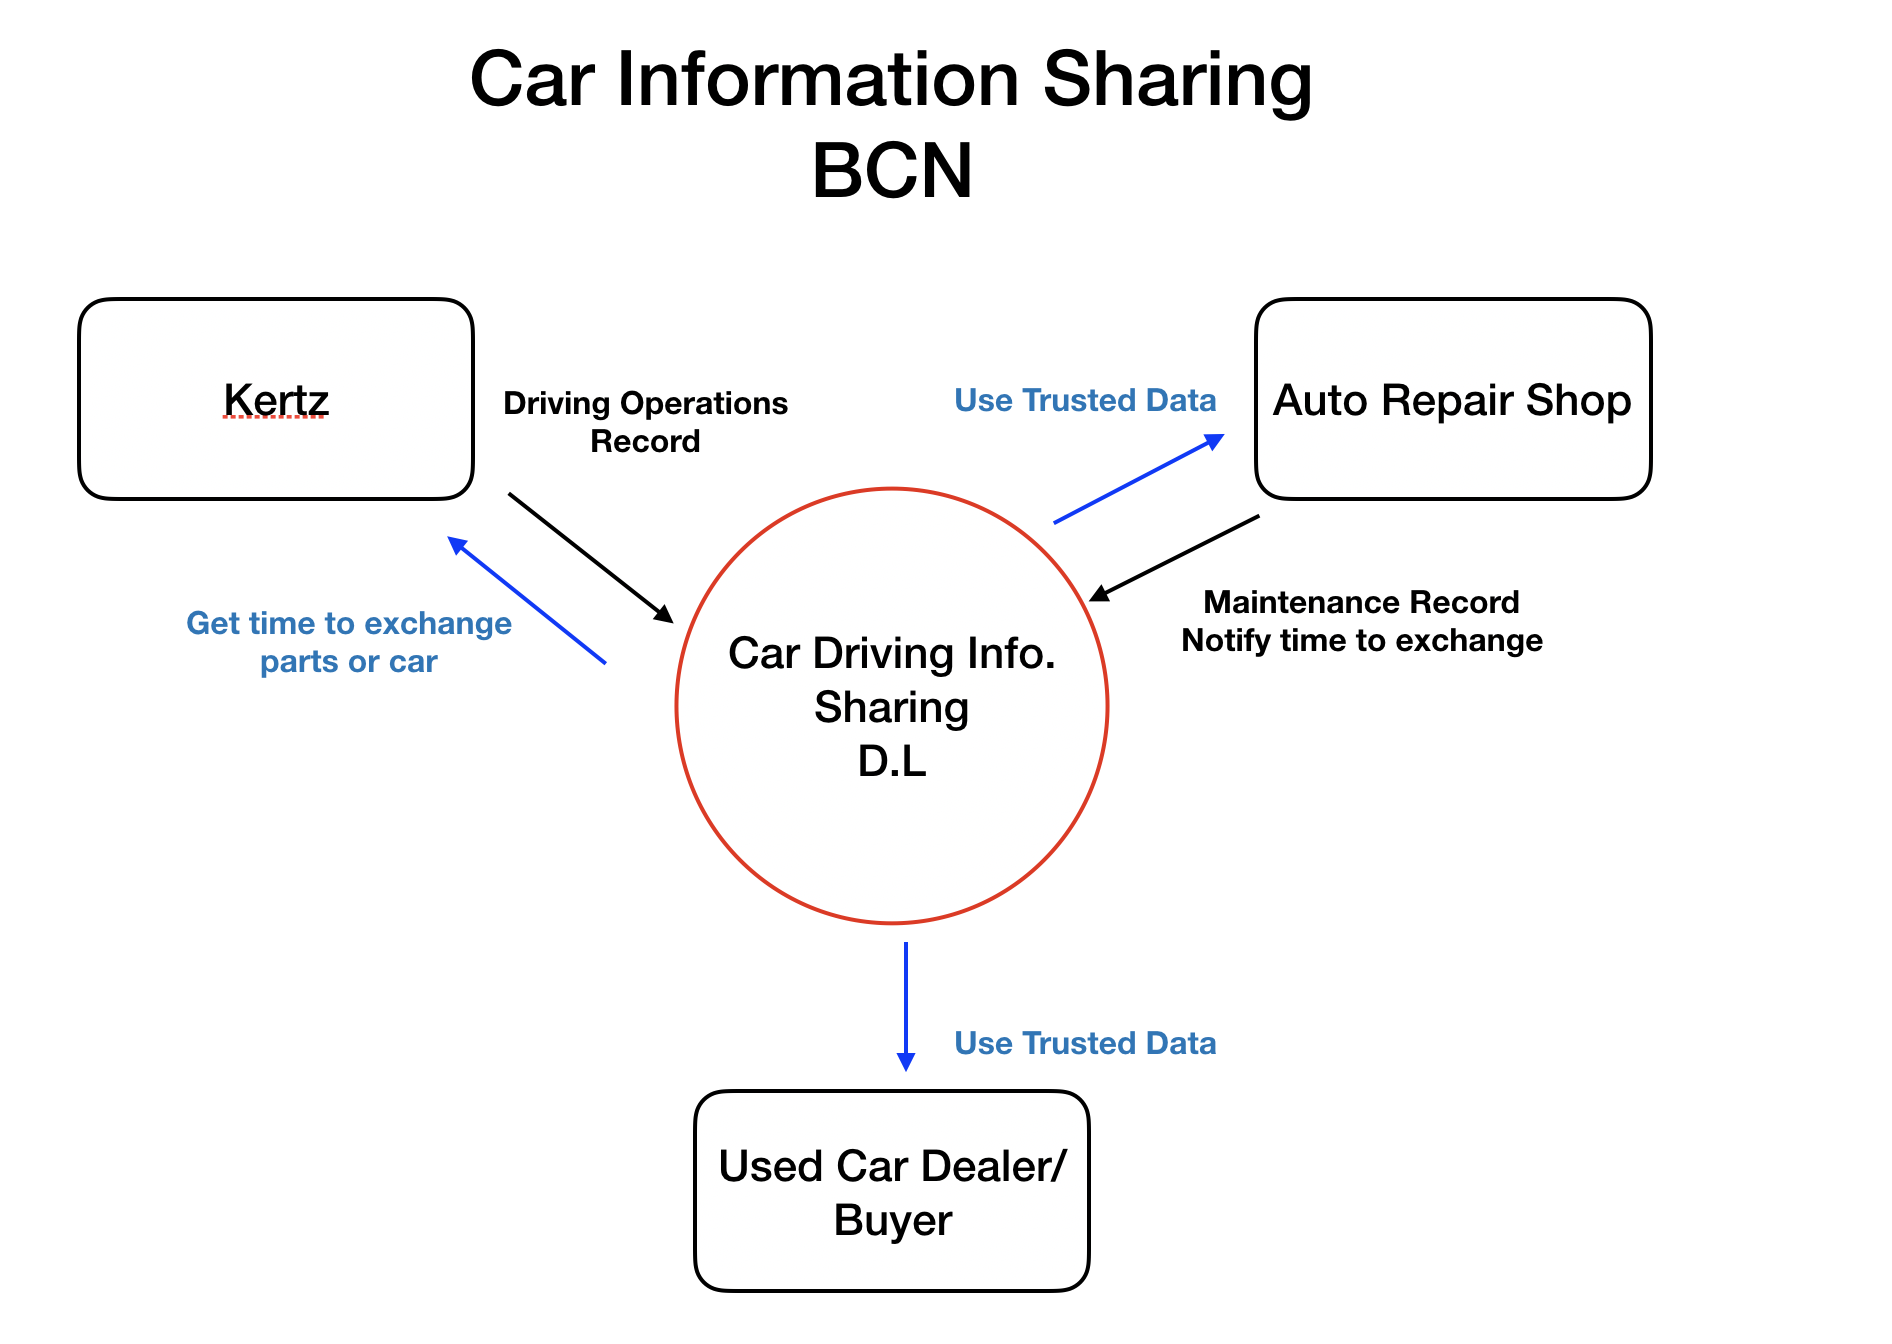 Car Information Sharing
BCN
Kertz
Driving Operations
Record
Use Trusted Data
Auto Repair Shop
Get time to exchange
parts or car
Maintenance Record
Notify time to exchange
Car Driving Info.
Sharing
D.L
Use Trusted Data
Used Car Dealer/
Buyer